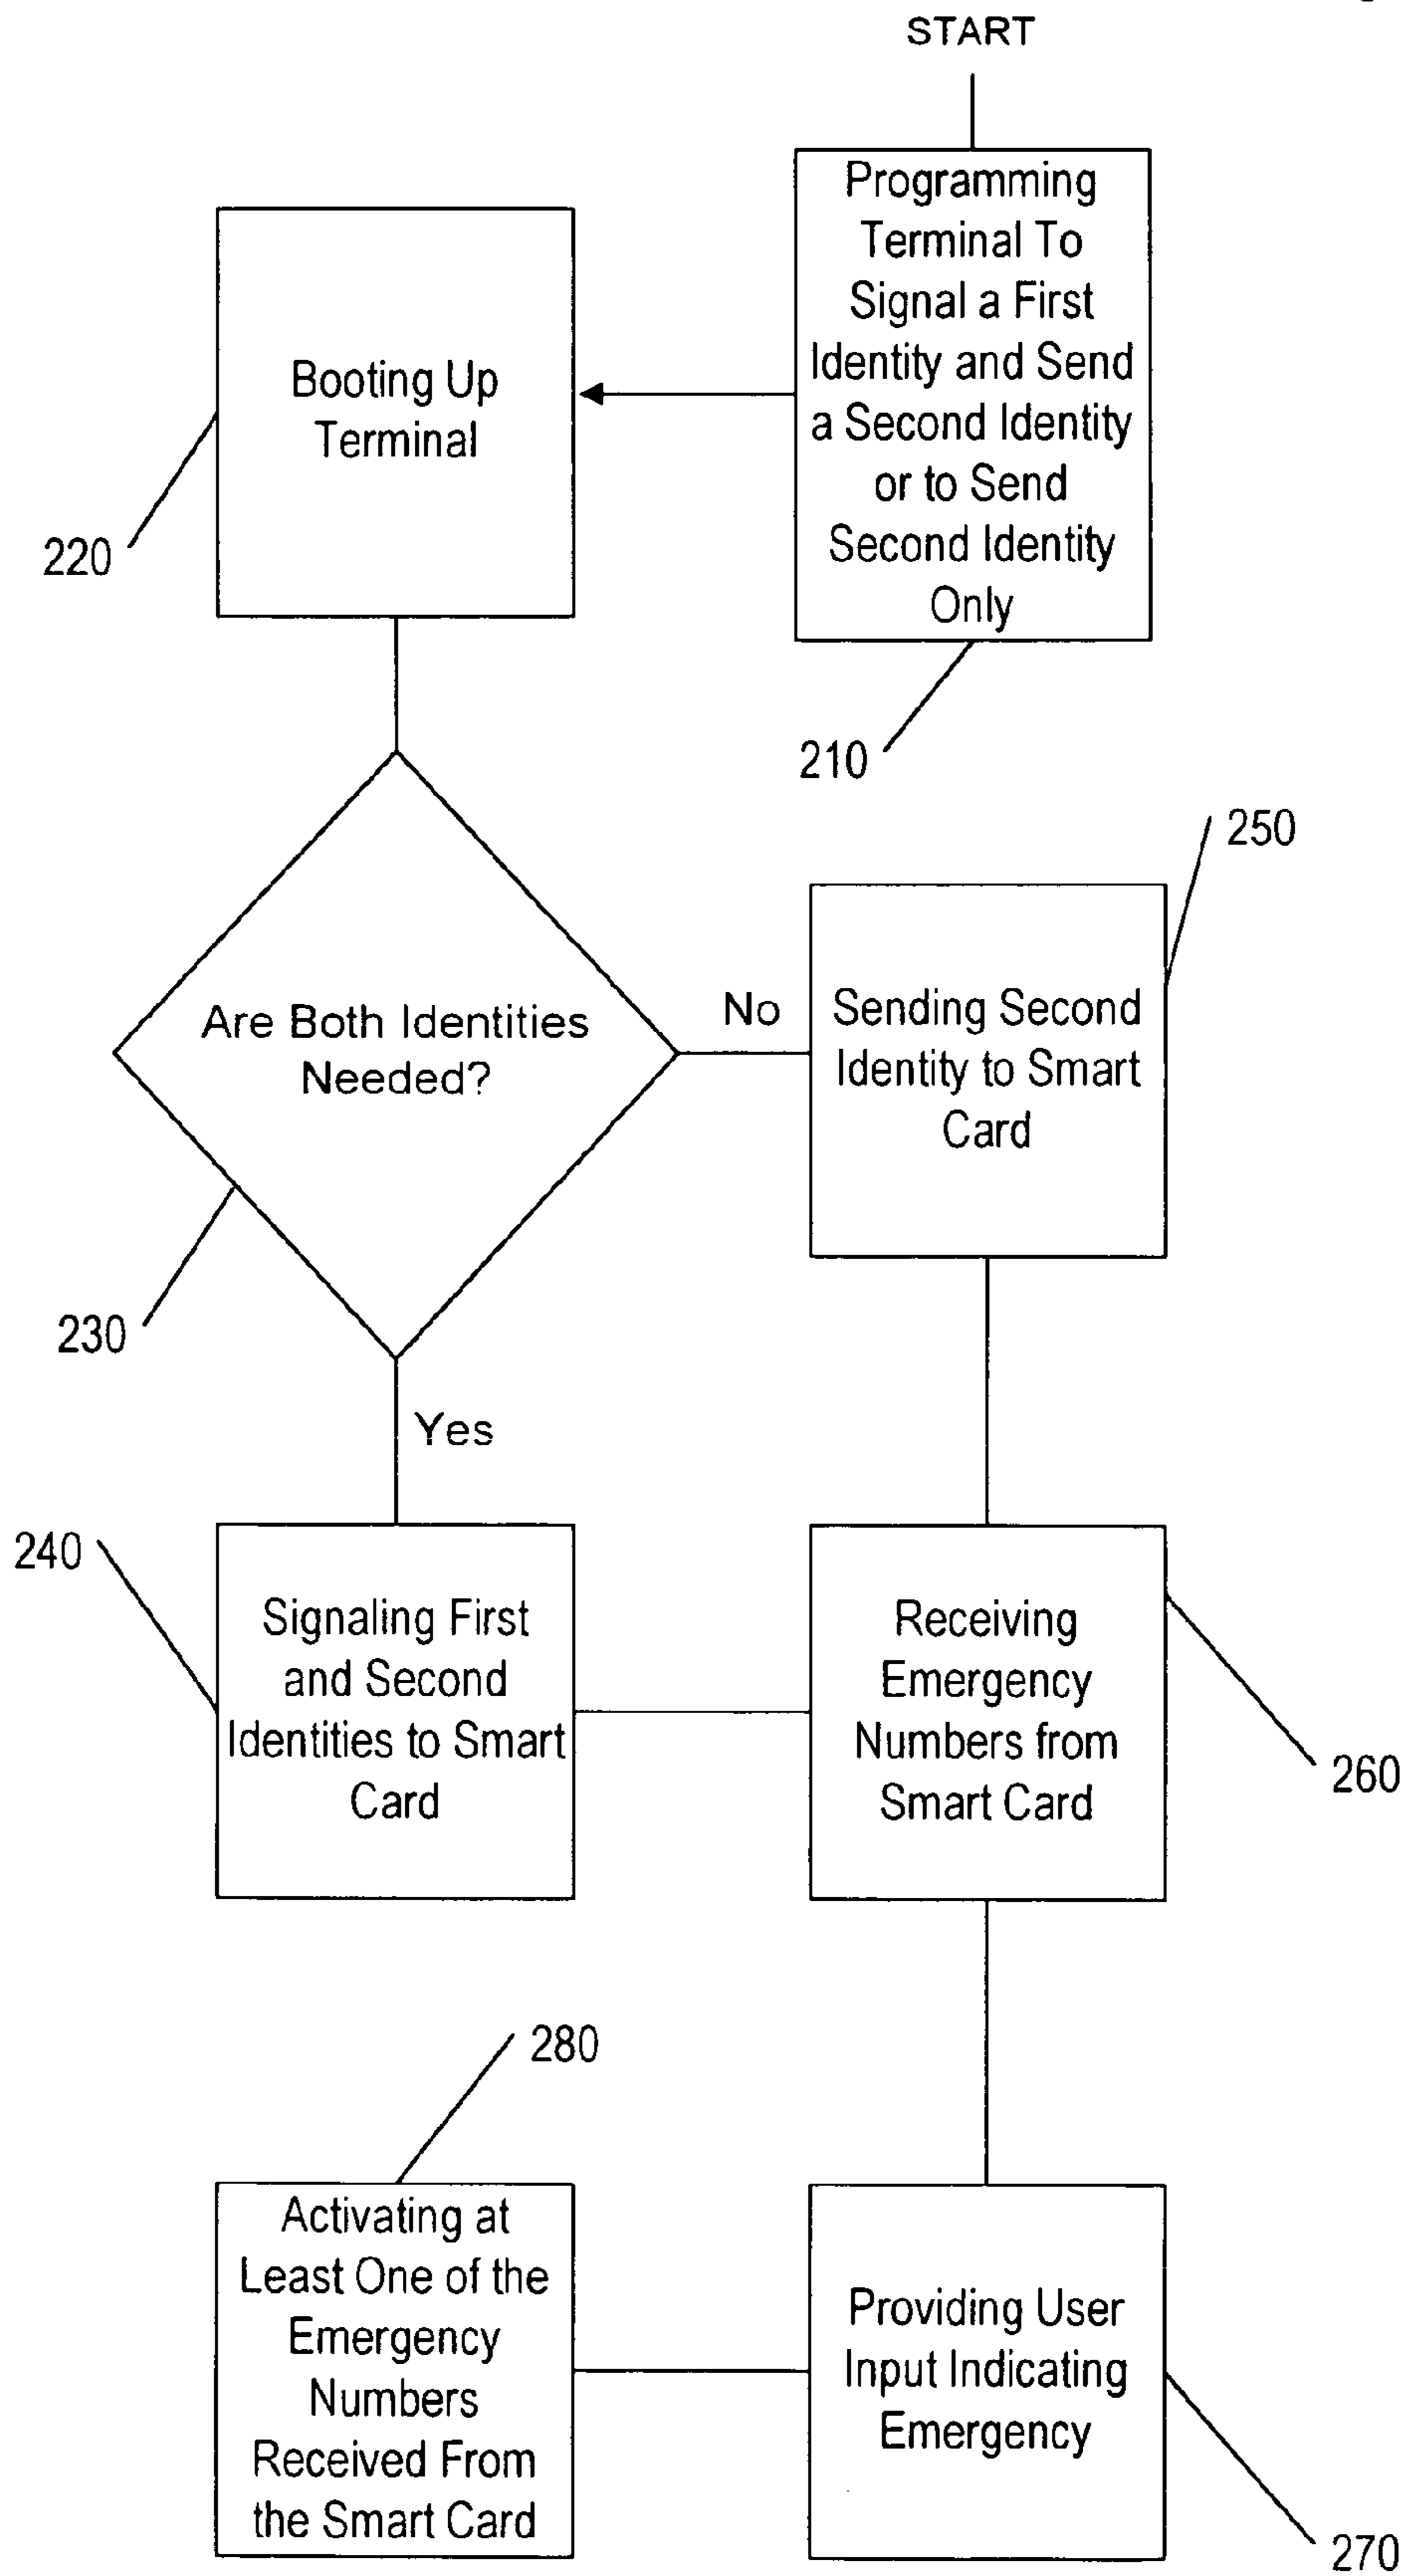 START
Programming
Terminal To
Signal a First
Identity and Send
a Second Identity
or to Send
Second Identity
Only
210
Booting Up
Terminal
220
Are Both Identities
Needed?
230
No
Yes
Sending Second
Identity to Smart
Card
250
Signaling First
and Second
Identities to Smart
Card
240
Receiving
Emergency
Numbers from
Smart Card
260
Providing User
Input Indicating
Emergency
270
Activating at
Least One of the
Emergency
Numbers
Received From
the Smart Card
280